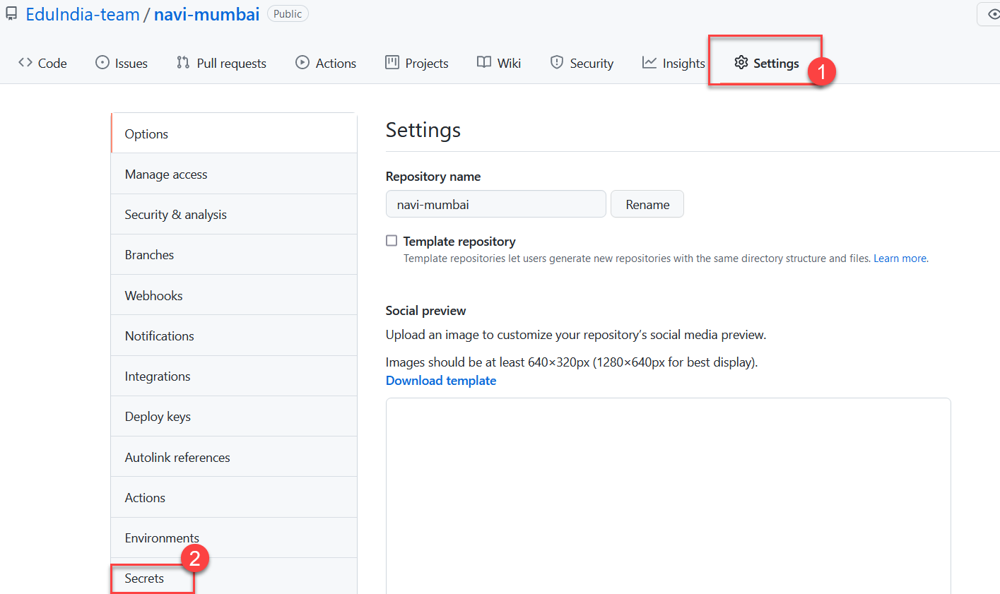 EduIndia-team / navi-mumbai Public
Code Issues Pull requests Actions Projects Wiki Security Insights Settings 1
Options
Manage access
Security & analysis
Branches
Webhooks
Notifications
Integrations
Deploy keys
Autolink references
Actions
Environments
2
Secrets
Settings
Repository name
navi-mumbai Rename
Template repository
Template repositories let users generate new repositories with the same directory structure and files. Learn more.
Social preview
Upload an image to customize your repository’s social media preview.
Images should be at least 640×320px (1280×640px for best display).
Download template